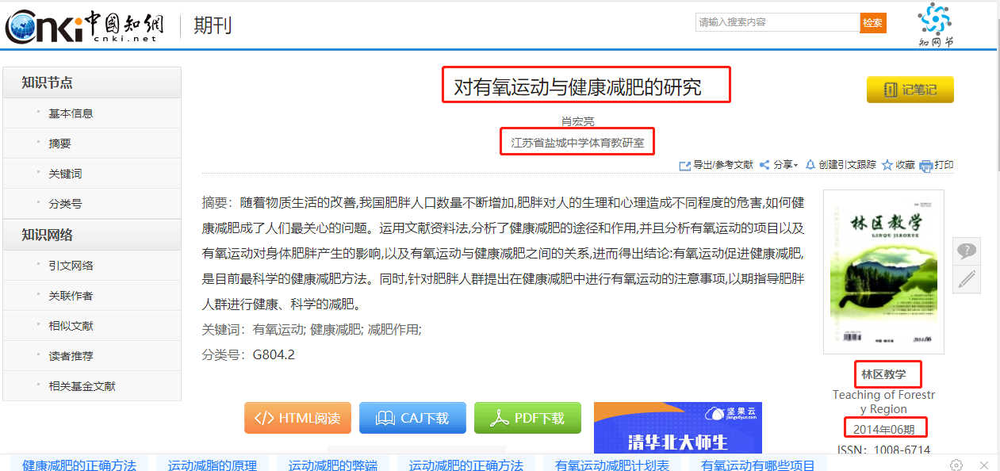 Cnki 中國知網
cnki.net
期刊
请输入搜索内容
检索
知网节
知识节点
基本信息
摘要
关键词
分类号
知识网络
引文网络
关联作者
相似文献
读者推荐
相关基金文献
对有氧运动与健康减肥的研究
记笔记
肖宏亮
江苏省盐城中学体育教研室
导出/参考文献 分享 创建引文跟踪 收藏 打印
摘要：随着物质生活的改善,我国肥胖人口数量不断增加,肥胖对人的生理和心理造成不同程度的危害,如何健
康减肥成了人们最关心的问题。运用文献资料法,分析了健康减肥的途径和作用,并且分析有氧运动的项目以及
有氧运动对身体肥胖产生的影响,以及有氧运动与健康减肥之间的关系,进而得出结论:有氧运动促进健康减肥,
是目前最科学的健康减肥方法。同时,针对肥胖人群提出在健康减肥中进行有氧运动的注意事项,以期指导肥胖
人群进行健康、科学的减肥。
关键词：有氧运动; 健康减肥; 减肥作用;
分类号：G804.2
林区教学
LINQU JIAOXUE
2014.06
林区教学
Teaching of Forestr
y Region
2014年06期
ISSN：1008-6714
HTML阅读
CAJ下载
PDF下载
坚果云
jianguoyun.com
清华北大师生
健康减肥的正确方法
运动减脂的原理
运动减肥的弊端
运动减肥的正确方法
有氧运动减肥计划表
有氧运动有哪些项目